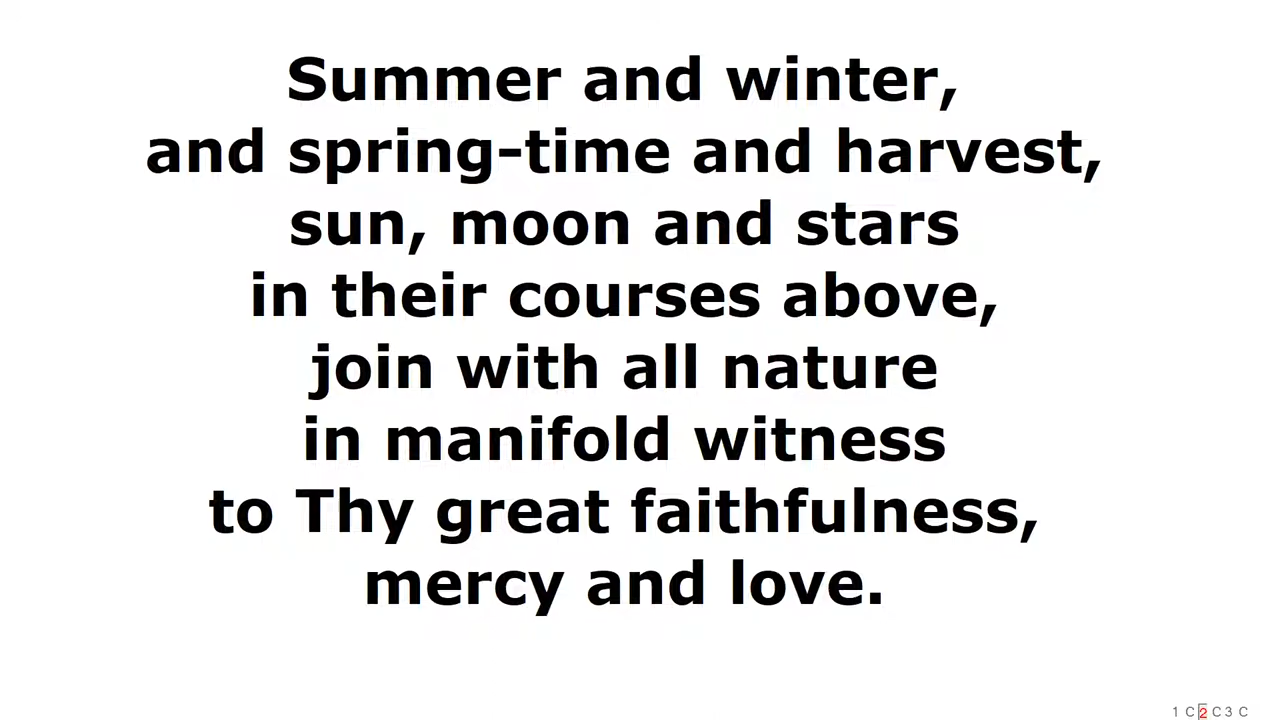 Summer and winter,
and spring-time and harvest,
sun, moon and stars
in their courses above,
join with all nature
in manifold witness
to Thy great faithfulness,
mercy and love.
1 C 2 C 3 C